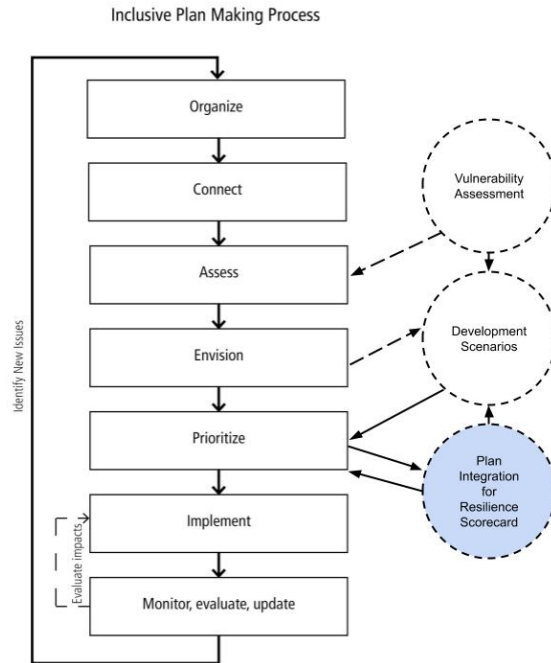 Inclusive Plan Making Process
Organize
Connect
Vulnerability
Assessment
Assess
Identify New Issues
Envision
Development
Scenarios
Prioritize
Plan
Integration
for
Resilience
Scorecard
Implement
Evaluate impacts
Monitor, evaluate, update